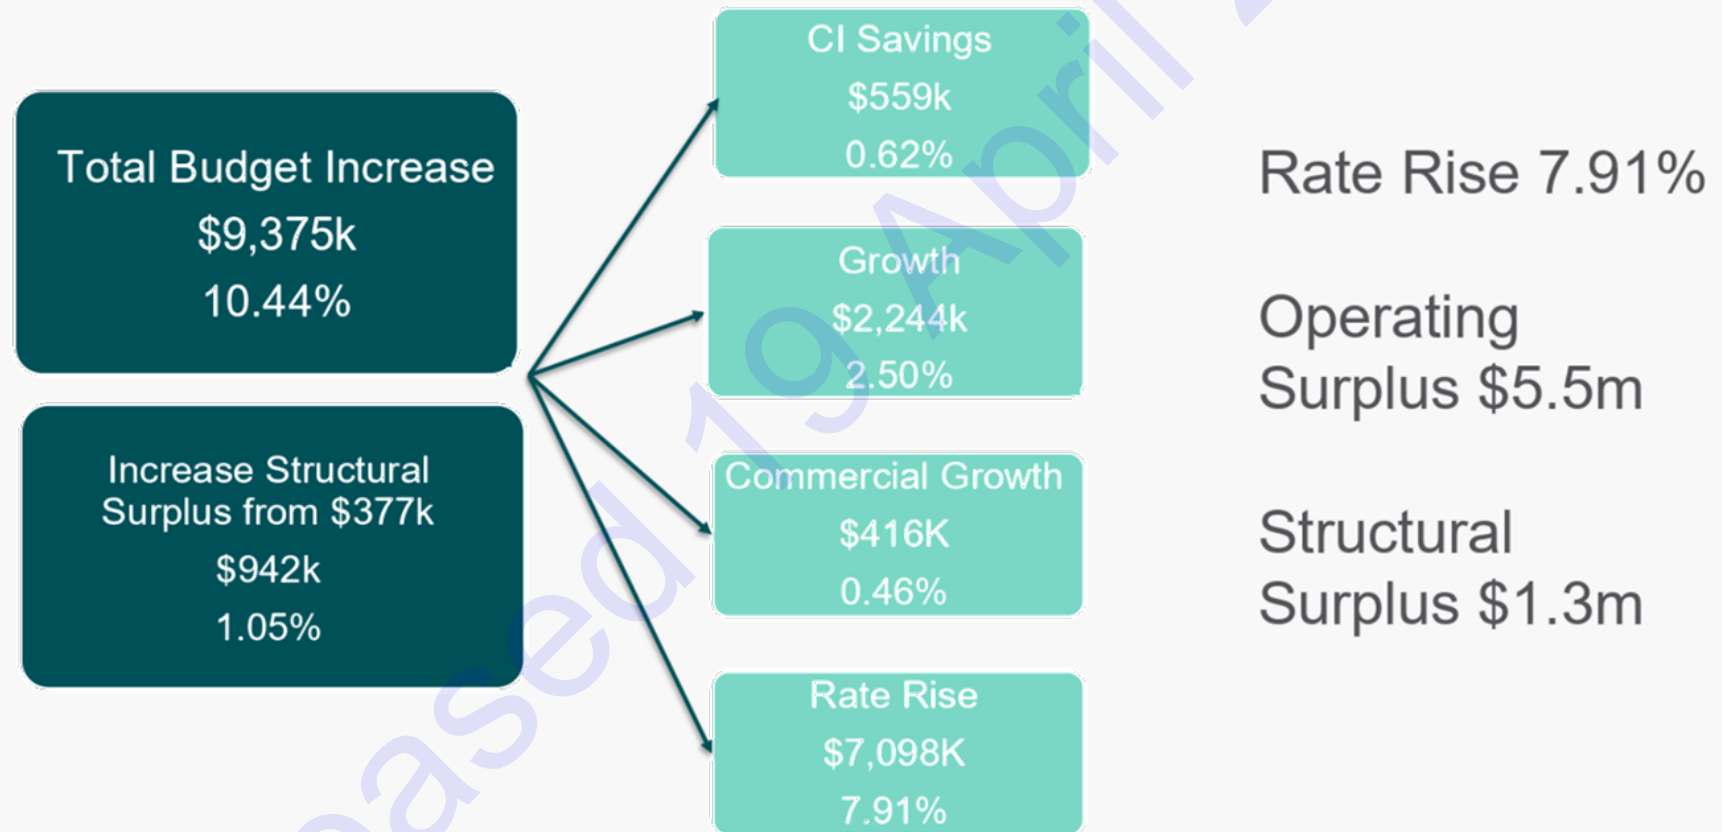 Total Budget Increase
$9,375k
10.44%
Increase Structural
Surplus from $377k
$942k
1.05%
CI Savings
$559k
0.62%
Growth
$2,244k
2.50%
Commercial Growth
$416K
0.46%
Rate Rise
$7,098K
7.91%
Rate Rise 7.91%
Operating
Surplus $5.5m
Structural
Surplus $1.3m
eased 19 April 2